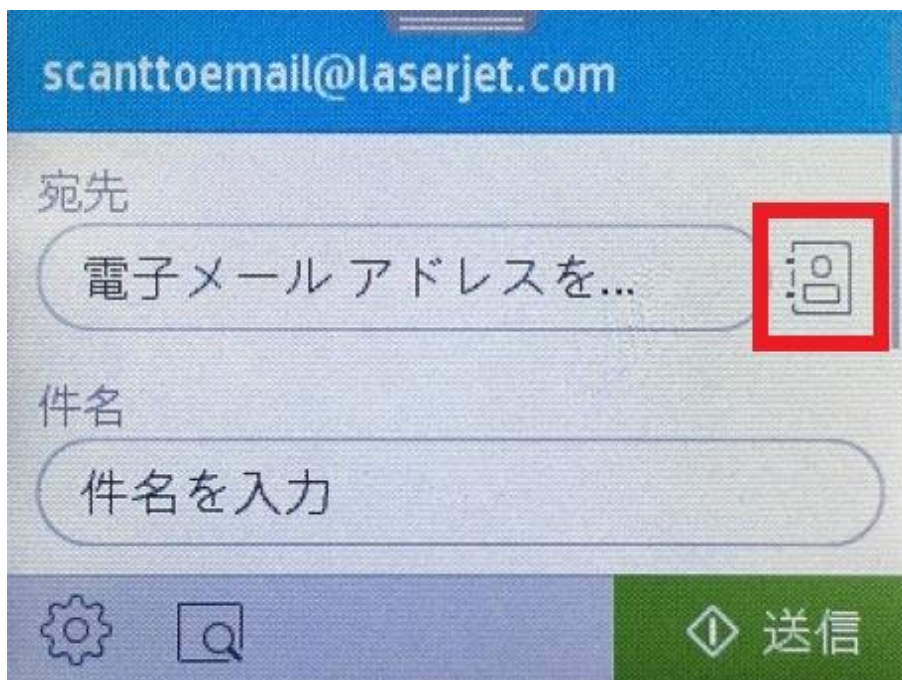 scanttoemail@laserjet.com
宛先
電子メール アドレスを...
件名
件名を入力
送信